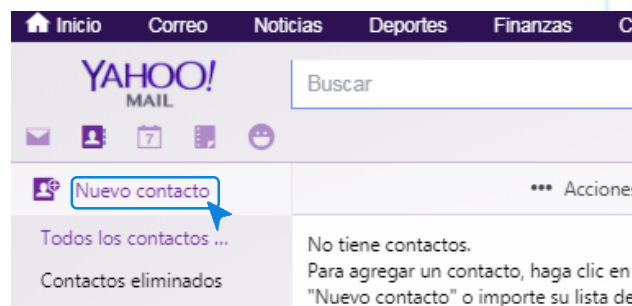 Inicio Correo Noticias Deportes Finanzas
YAHOO!
MAIL
Buscar
7
Nuevo contacto
••• Acciones
Todos los contactos ...
No tiene contactos.
Contactos eliminados
Para agregar un contacto, haga clic en
"Nuevo contacto" o importe su lista de